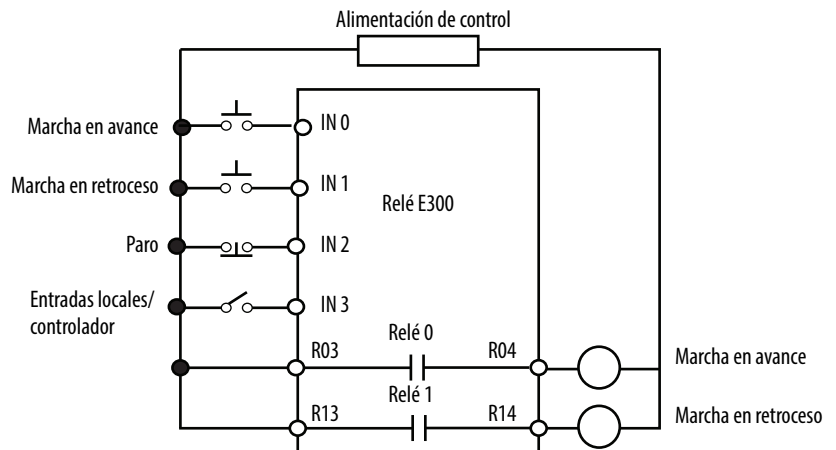 Alimentación de control
Marcha en avance
IN 0
Marcha en retroceso
IN 1
Relé E300
Paro
IN 2
Entradas locales/
controlador
IN 3
R03
Relé 0
R04
Marcha en avance
R13
Relé 1
R14
Marcha en retroceso